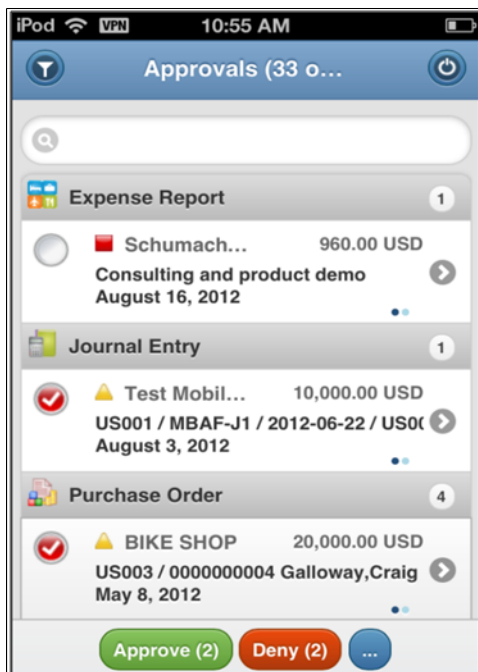 iPod VPN 10:55 AM
Approvals (33 o...
Expense Report 1
Schumach... 960.00 USD
Consulting and product demo
August 16, 2012
Journal Entry 1
Test Mobil... 10,000.00 USD
US001 / MBAF-J1 / 2012-06-22 / US00
August 3, 2012
Purchase Order 4
BIKE SHOP 20,000.00 USD
US003 / 0000000004 Galloway,Craig
May 8, 2012
Approve (2) Deny (2) ...